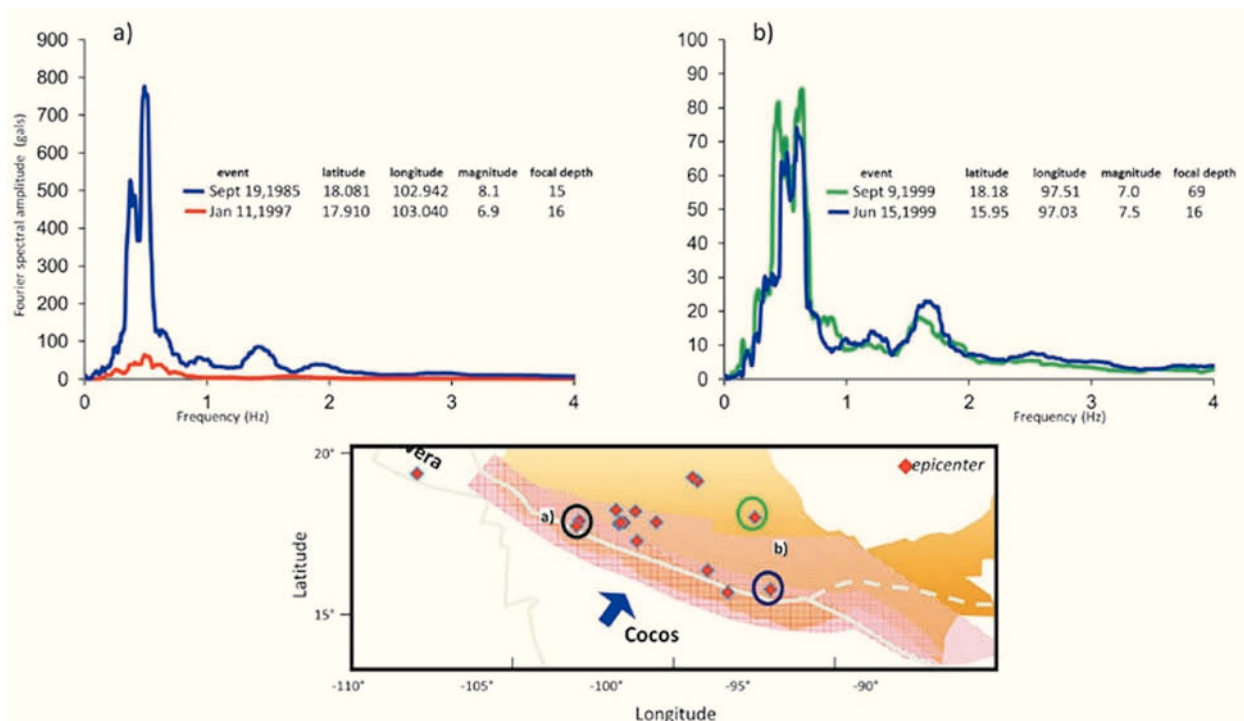 a)
900
800
700
600
500
400
300
200
100
0
Fourier spectral amplitude (gals)
event latitude longitude magnitude focal depth
Sept 19,1985 18.081 102.942 8.1 15
Jan 11,1997 17.910 103.040 6.9 16
0 1 2 3 4
Frequency (Hz)
b)
100
90
80
70
60
50
40
30
20
10
0
event latitude longitude magnitude focal depth
Sept 9,1999 18.18 97.51 7.0 69
Jun 15,1999 15.95 97.03 7.5 16
0 1 2 3 4
Frequency (Hz)
20°
15°
Latitude
vera
epicenter
a)
b)
Cocos
-110° -105° -100° -95° -90°
Longitude